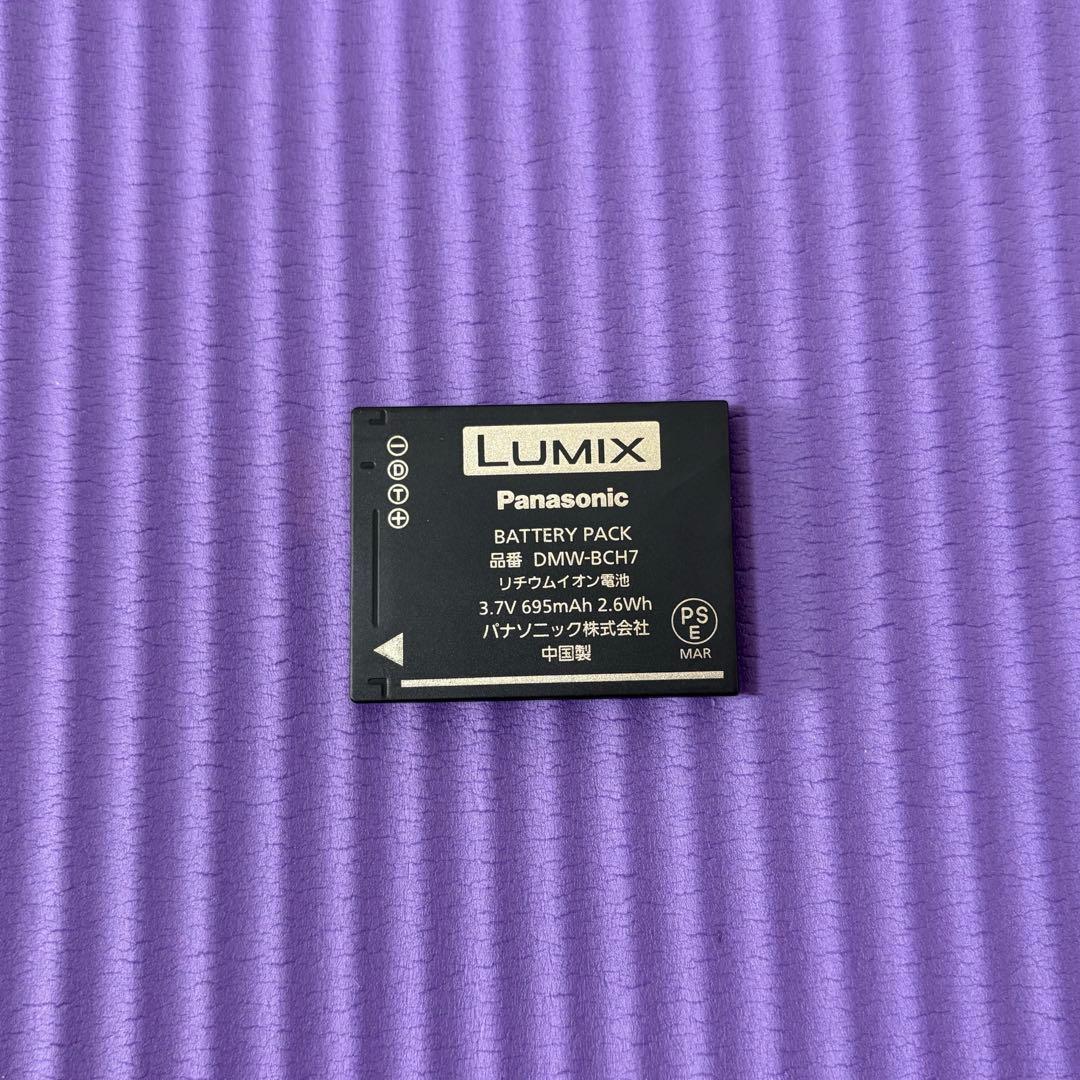 LUMIX
Panasonic
BATTERY PACK
品番 DMW-BCH7
リチウムイオン電池
3.7V 695mAh 2.6Wh
パナソニック株式会社
中国製
⊖
D
T
⊕
PS
E
MAR